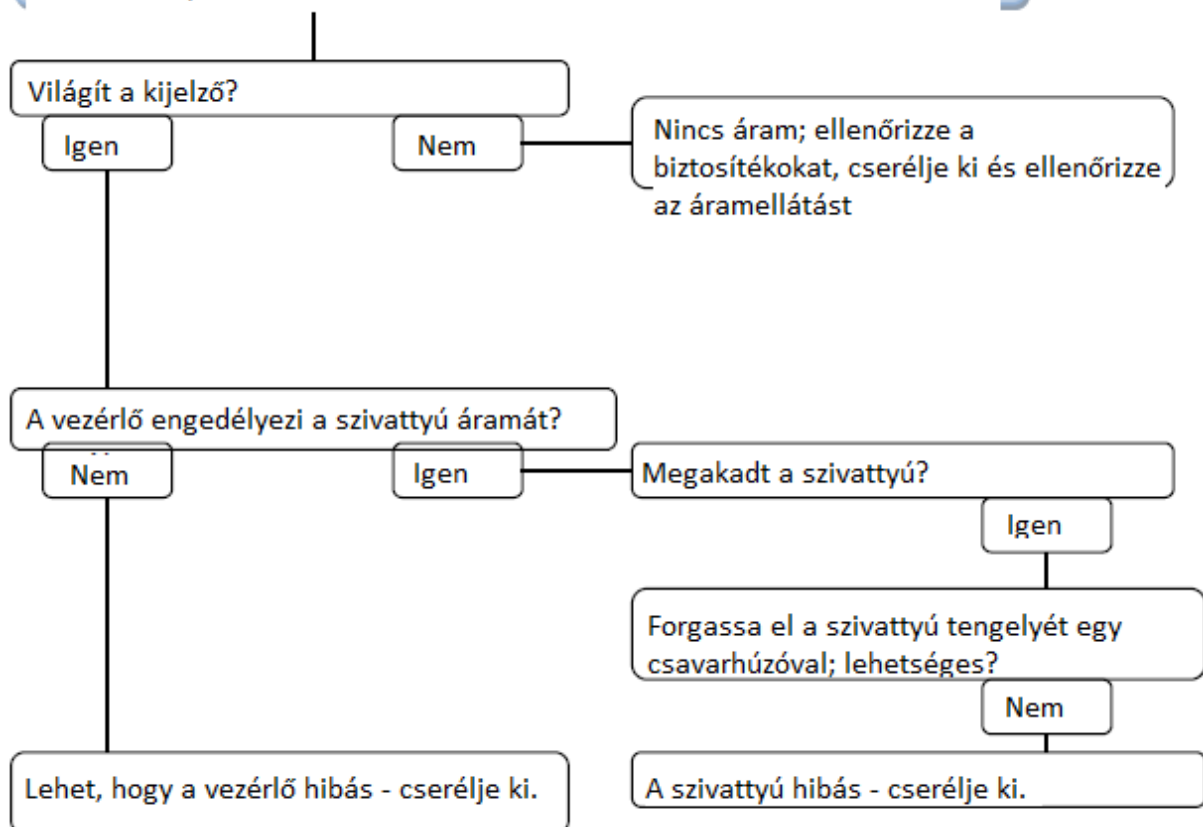 Világít a kijelző?
Igen
Nem
Nincs áram; ellenőrizze a
biztosítékokat, cserélje ki és ellenőrizze
az áramellátást
A vezérlő engedélyezi a szivattyú áramát?
Nem
Igen
Megakadt a szivattyú?
Igen
Forgassa el a szivattyú tengelyét egy
csavarhúzóval; lehetséges?
Nem
Lehet, hogy a vezérlő hibás - cserélje ki.
A szivattyú hibás - cserélje ki.